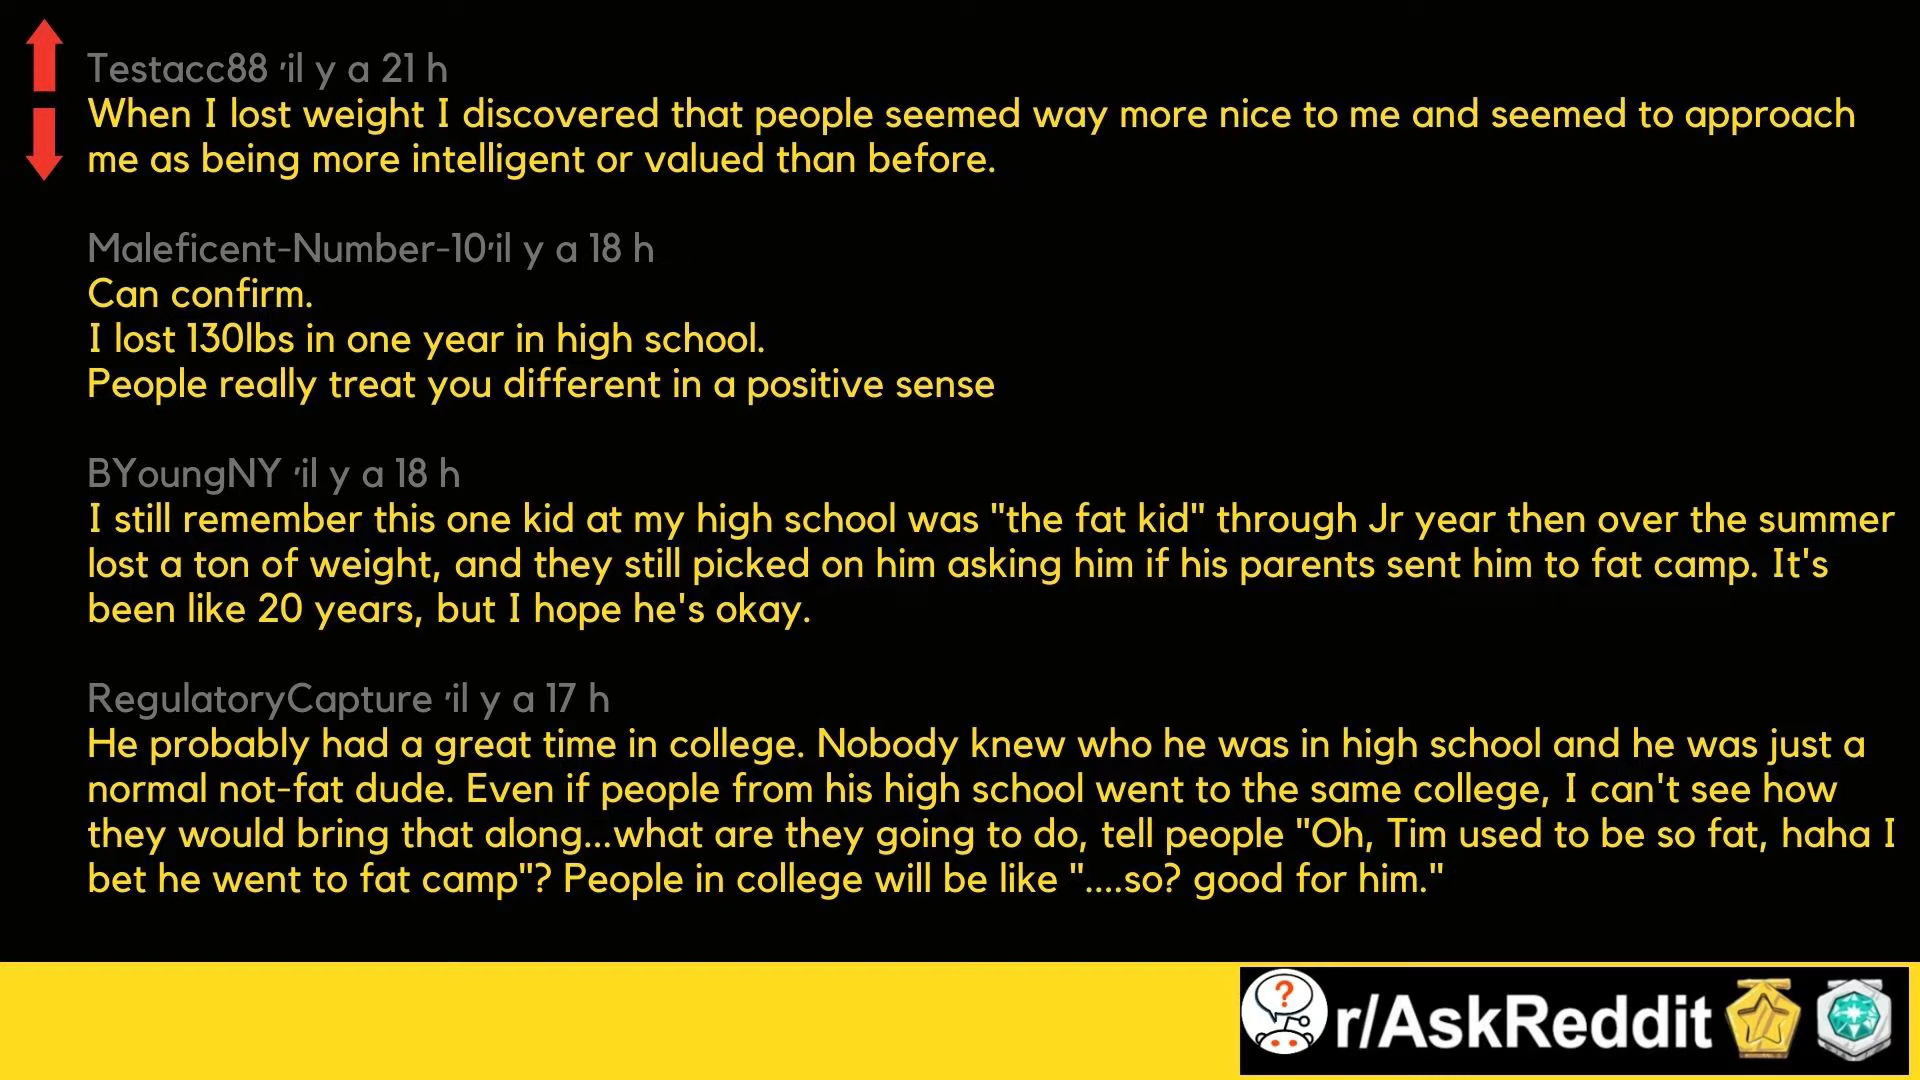 Testacc88 ·il y a 21 h
When I lost weight I discovered that people seemed way more nice to me and seemed to approach
me as being more intelligent or valued than before.
Maleficent-Number-10·il y a 18 h
Can confirm.
I lost 130lbs in one year in high school.
People really treat you different in a positive sense
BYoungNY ·il y a 18 h
I still remember this one kid at my high school was "the fat kid" through Jr year then over the summer
lost a ton of weight, and they still picked on him asking him if his parents sent him to fat camp. It's
been like 20 years, but I hope he's okay.
RegulatoryCapture ·il y a 17 h
He probably had a great time in college. Nobody knew who he was in high school and he was just a
normal not-fat dude. Even if people from his high school went to the same college, I can't see how
they would bring that along...what are they going to do, tell people "Oh, Tim used to be so fat, haha I
bet he went to fat camp"? People in college will be like "....so? good for him."
? r/AskReddit